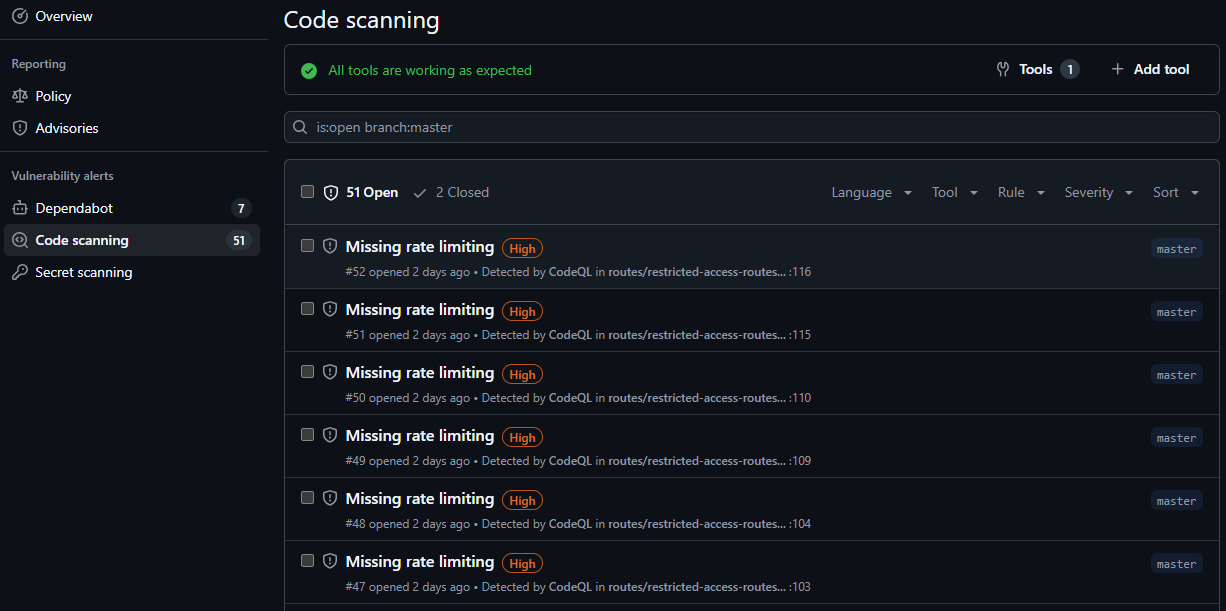 Overview
Reporting
Policy
Advisories
Vulnerability alerts
Dependabot 7
Code scanning 51
Secret scanning
Code scanning
All tools are working as expected
Tools 1
Add tool
is:open branch:master
51 Open 2 Closed Language Tool Rule Severity Sort
Missing rate limiting High master
#52 opened 2 days ago • Detected by CodeQL in routes/restricted-access-routes... :116
Missing rate limiting High master
#51 opened 2 days ago • Detected by CodeQL in routes/restricted-access-routes... :115
Missing rate limiting High master
#50 opened 2 days ago • Detected by CodeQL in routes/restricted-access-routes... :110
Missing rate limiting High master
#49 opened 2 days ago • Detected by CodeQL in routes/restricted-access-routes... :109
Missing rate limiting High master
#48 opened 2 days ago • Detected by CodeQL in routes/restricted-access-routes... :104
Missing rate limiting High master
#47 opened 2 days ago • Detected by CodeQL in routes/restricted-access-routes... :103